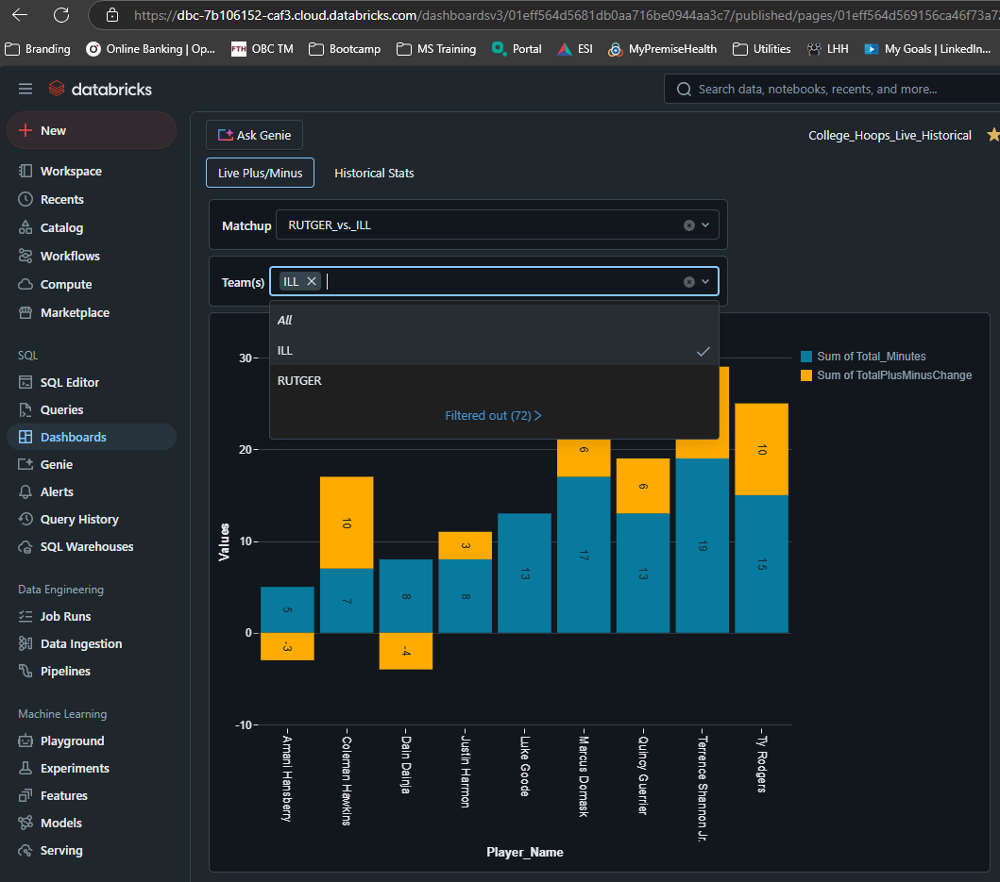 https://dbc-7b106152-caf3.cloud.databricks.com/dashboardsv3/01eff564d5681db0aa716be0944aa3c7/published/pages/01eff564d569156ca46f73a7
Branding
Online Banking | Op...
FTH OBC TM
Bootcamp
MS Training
Portal
ESI
MyPremiseHealth
Utilities
LHH
My Goals | LinkedIn...
databricks
Search data, notebooks, recents, and more...
New
Workspace
Recents
Catalog
Workflows
Compute
Marketplace
SQL
SQL Editor
Queries
Dashboards
Genie
Alerts
Query History
SQL Warehouses
Data Engineering
Job Runs
Data Ingestion
Pipelines
Machine Learning
Playground
Experiments
Features
Models
Serving
Ask Genie
College_Hoops_Live_Historical
Live Plus/Minus
Historical Stats
Matchup
RUTGER_vs._ILL
Team(s)
ILL
All
ILL
RUTGER
Filtered out (72)
Sum of Total_Minutes
Sum of TotalPlusMinusChange
Values
30
20
10
0
-10
5
-3
10
7
8
-4
3
8
13
6
17
6
13
19
10
15
Amani Hansberry
Coleman Hawkins
Dain Dainja
Justin Harmon
Luke Goode
Marcus Domask
Quincy Guerrier
Terrence Shannon Jr.
Ty Rodgers
Player_Name